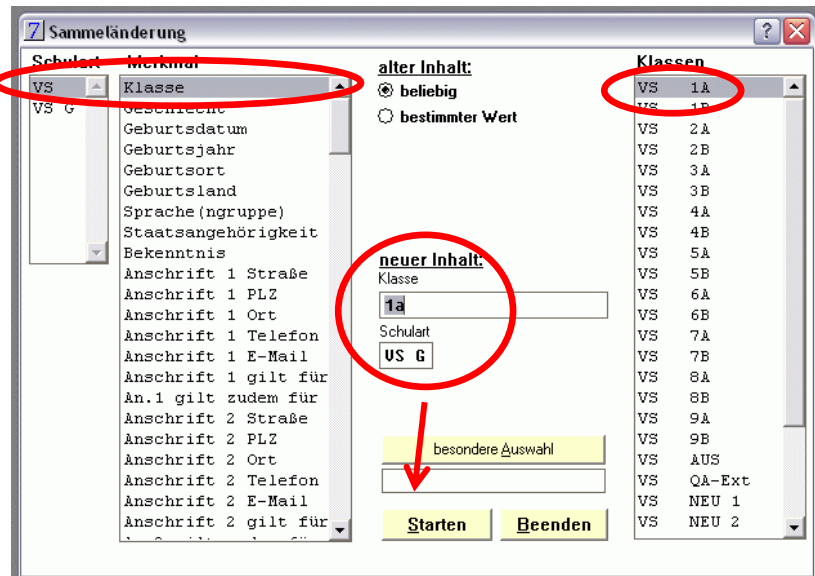 7 Sammeländerung
Schulart
VS
VS G
Merkmal
Klasse
Geschlecht
Geburtsdatum
Geburtsjahr
Geburtsort
Geburtsland
Sprache(ngruppe)
Staatsangehörigkeit
Bekenntnis
Anschrift 1 Straße
Anschrift 1 PLZ
Anschrift 1 Ort
Anschrift 1 Telefon
Anschrift 1 E-Mail
Anschrift 1 gilt für
An.1 gilt zudem für
Anschrift 2 Straße
Anschrift 2 PLZ
Anschrift 2 Ort
Anschrift 2 Telefon
Anschrift 2 E-Mail
Anschrift 2 gilt für
alter Inhalt:
beliebig
bestimmter Wert
neuer Inhalt:
Klasse
1a
Schulart
VS G
besondere Auswahl
Starten Beenden
Klassen
VS 1A
VS 1B
VS 2A
VS 2B
VS 3A
VS 3B
VS 4A
VS 4B
VS 5A
VS 5B
VS 6A
VS 6B
VS 7A
VS 7B
VS 8A
VS 8B
VS 9A
VS 9B
VS AUS
VS QA-Ext
VS NEU 1
VS NEU 2